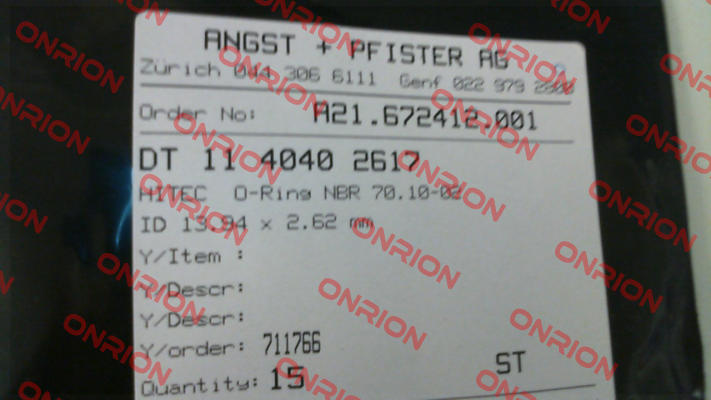 ANGST + PFISTER AG
Zürich 044 306 6111 Genf 022 979 2800
Order No: A21.672412.001
DT 11 4040 2617
HITEC O-Ring NBR 70.10-02
ID 13.94 x 2.62 mm
Y/Item :
Y/Descr:
Y/Descr:
Y/order: 711766
ST
Quantity: 15
ONRION